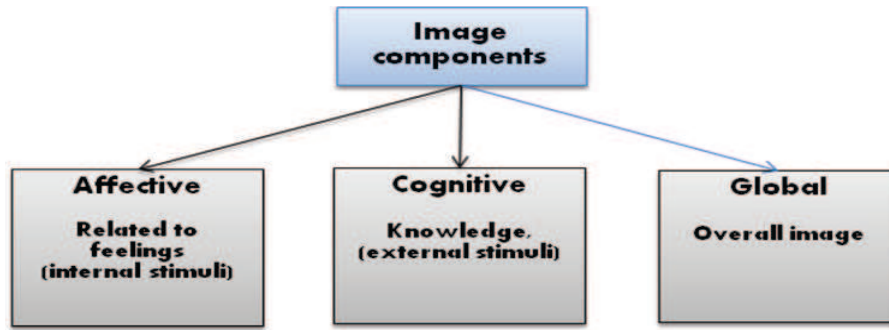 Image
components
Affective
Related to
feelings
(internal stimuli)
Cognitive
Knowledge,
(external stimuli)
Global
Overall image